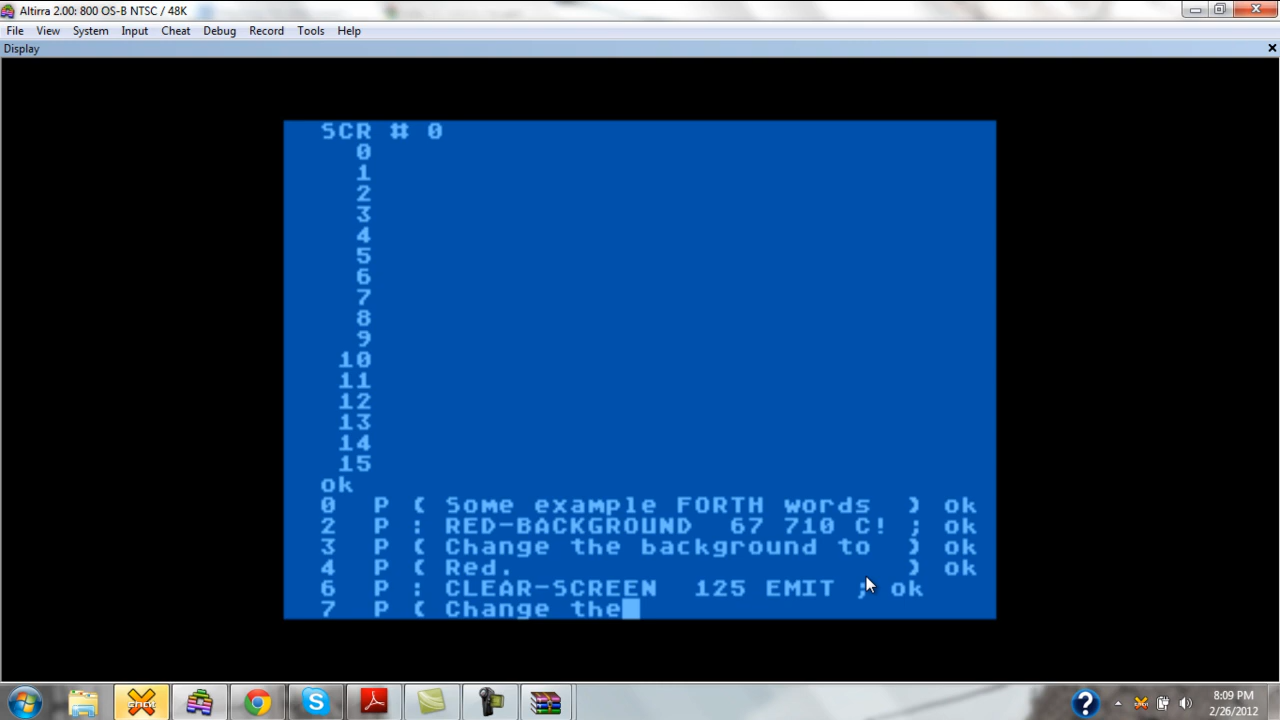 Altirra 2.00: 800 OS-B NTSC / 48K
File View System Input Cheat Debug Record Tools Help
Display
SCR # 0
0
1
2
3
4
5
6
7
8
9
10
11
12
13
14
15
ok
0 P ( Some example FORTH words ) ok
2 P : RED-BACKGROUND 67 710 C! ; ok
3 P ( Change the background to ) ok
4 P ( Red. ) ok
6 P : CLEAR-SCREEN 125 EMIT ; ok
7 P ( Change the
8:09 PM
2/26/2012